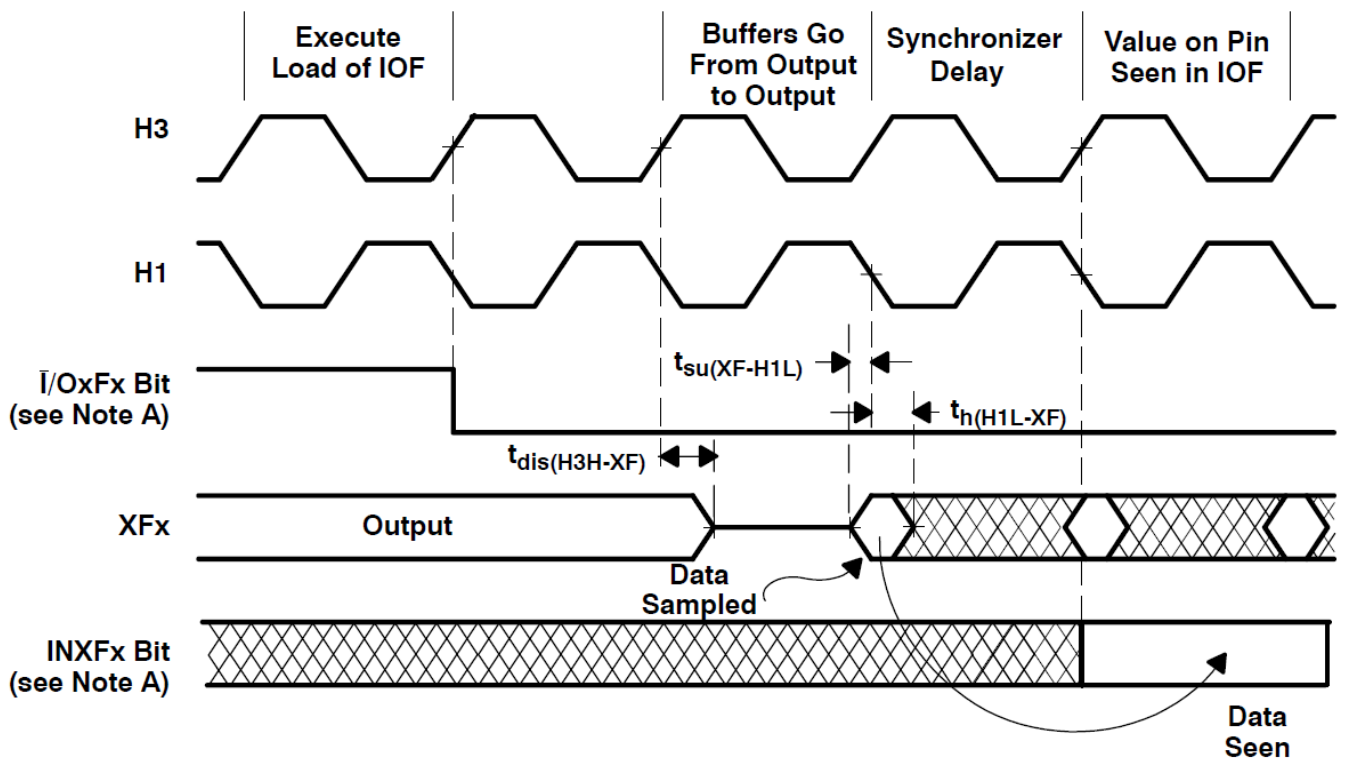 Execute
Load of IOF
Buffers Go
From Output
to Output
Synchronizer
Delay
Value on Pin
Seen in IOF
H3
H1
tsu(XF-H1L)
Ī/OxFx Bit
(see Note A)
th(H1L-XF)
tdis(H3H-XF)
XFx
Output
Data
Sampled
INXFx Bit
(see Note A)
Data
Seen